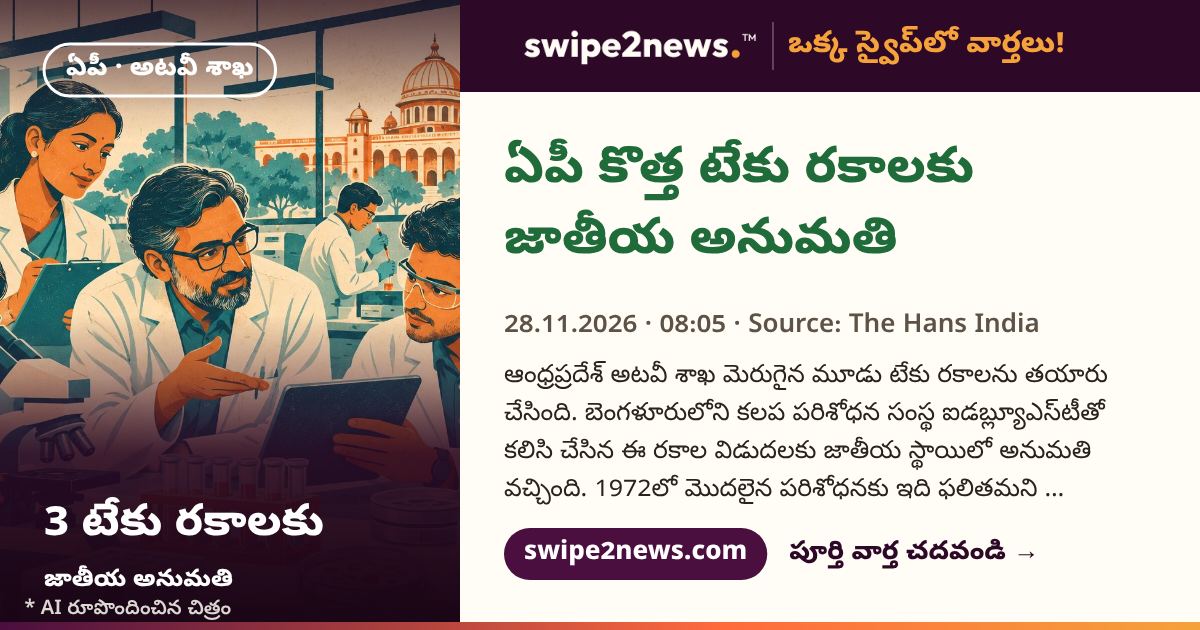 ఏపీ · అటవీ శాఖ
3 టేకు రకాలకు
జాతీయ అనుమతి
* AI రూపొందించిన చిత్రం
swipe2news.™ ఒక్క స్వైప్‌లో వార్తలు!
ఏపీ కొత్త టేకు రకాలకు
జాతీయ అనుమతి
28.11.2026 · 08:05 · Source: The Hans India
ఆంధ్రప్రదేశ్ అటవీ శాఖ మెరుగైన మూడు టేకు రకాలను తయారు
చేసింది. బెంగళూరులోని కలప పరిశోధన సంస్థ ఐడబ్ల్యూఎస్‌టీతో
కలిసి చేసిన ఈ రకాల విడుదలకు జాతీయ స్థాయిలో అనుమతి
వచ్చింది. 1972లో మొదలైన పరిశోధనకు ఇది ఫలితమని ...
swipe2news.com పూర్తి వార్త చదవండి →